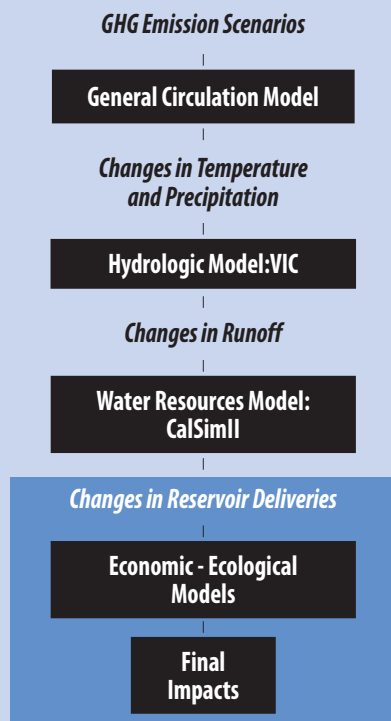 GHG Emission Scenarios
General Circulation Model
Changes in Temperature
and Precipitation
Hydrologic Model:VIC
Changes in Runoff
Water Resources Model:
CalSimII
Changes in Reservoir Deliveries
Economic - Ecological
Models
Final
Impacts